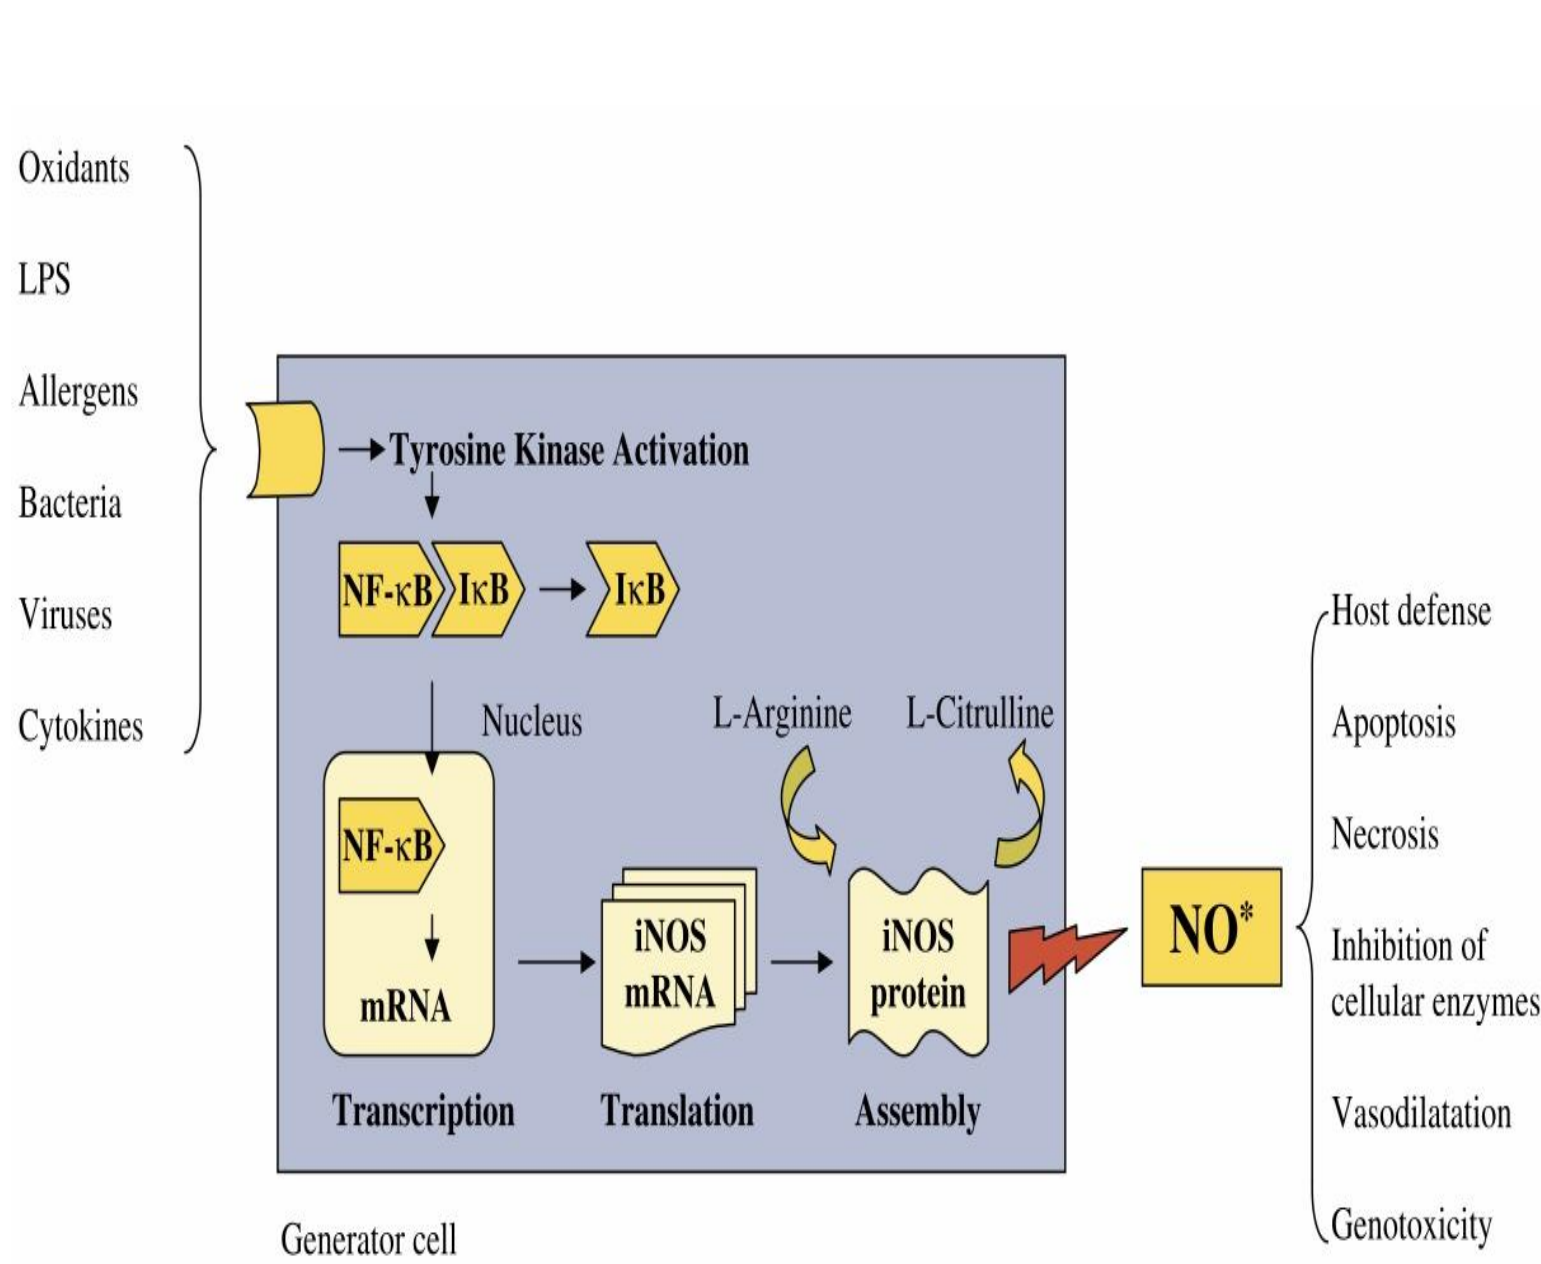 Oxidants
LPS
Allergens
Bacteria
Viruses
Cytokines
Tyrosine Kinase Activation
NF-κB
IκB
IκB
Nucleus
L-Arginine
L-Citrulline
NF-κB
mRNA
iNOS
mRNA
iNOS
protein
Transcription
Translation
Assembly
Generator cell
NO*
Host defense
Apoptosis
Necrosis
Inhibition of
cellular enzymes
Vasodilatation
Genotoxicity